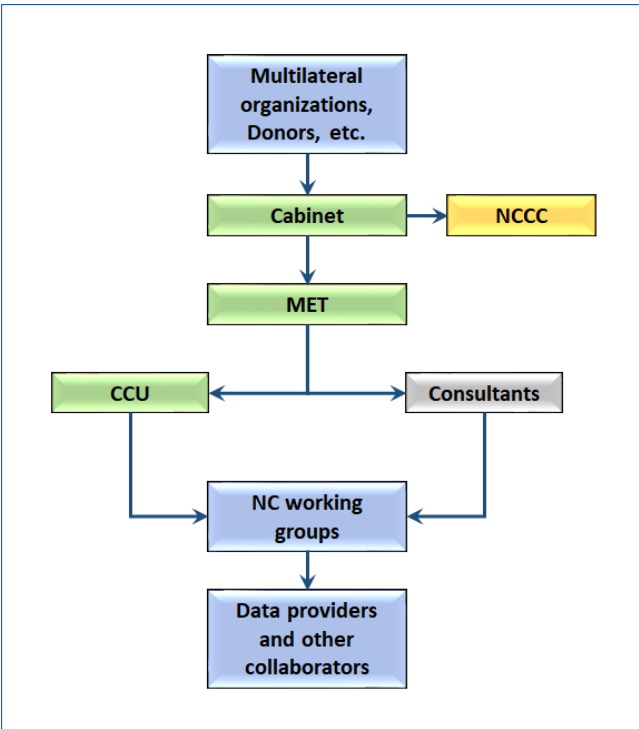 Multilateral
organizations,
Donors, etc.
Cabinet
NCCC
MET
CCU
Consultants
NC working
groups
Data providers
and other
collaborators